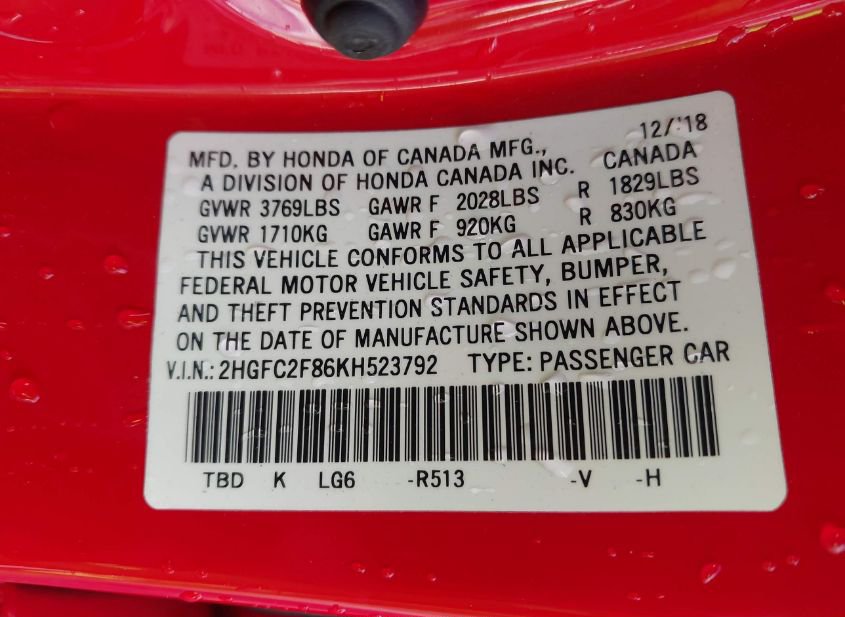 12/'18
MFD. BY HONDA OF CANADA MFG.,
A DIVISION OF HONDA CANADA INC. CANADA
GVWR 3769LBS GAWR F 2028LBS R 1829LBS
GVWR 1710KG GAWR F 920KG R 830KG
THIS VEHICLE CONFORMS TO ALL APPLICABLE
FEDERAL MOTOR VEHICLE SAFETY, BUMPER,
AND THEFT PREVENTION STANDARDS IN EFFECT
ON THE DATE OF MANUFACTURE SHOWN ABOVE.
V.I.N.: 2HGFC2F86KH523792 TYPE: PASSENGER CAR
TBD K LG6 -R513 -V -H